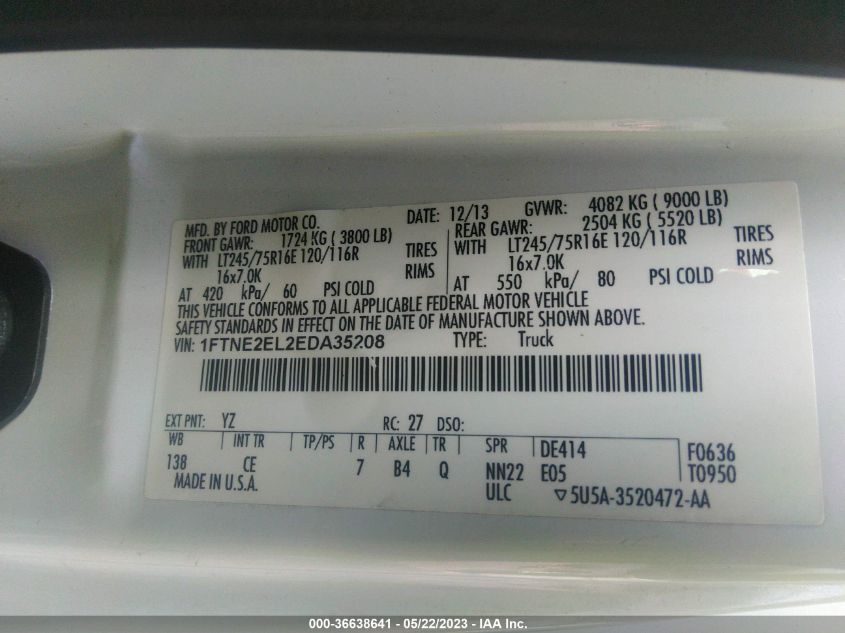 MFD. BY FORD MOTOR CO. DATE: 12/13 GVWR: 4082 KG ( 9000 LB)
FRONT GAWR: 1724 KG ( 3800 LB) REAR GAWR: 2504 KG ( 5520 LB)
WITH LT245/75R16E 120/116R TIRES WITH LT245/75R16E 120/116R TIRES
16x7.0K RIMS 16x7.0K RIMS
AT 420 kPa/ 60 PSI COLD AT 550 kPa/ 80 PSI COLD
THIS VEHICLE CONFORMS TO ALL APPLICABLE FEDERAL MOTOR VEHICLE
SAFETY STANDARDS IN EFFECT ON THE DATE OF MANUFACTURE SHOWN ABOVE.
VIN: 1FTNE2EL2EDA35208 TYPE: Truck
EXT PNT: YZ RC: 27 DSO:
WB INT TR TP/PS R AXLE TR SPR DE414 F0636
138 CE 7 B4 Q NN22 E05 T0950
MADE IN U.S.A. ULC ▽5U5A-3520472-AA
000-36638641 - 05/22/2023 - IAA Inc.